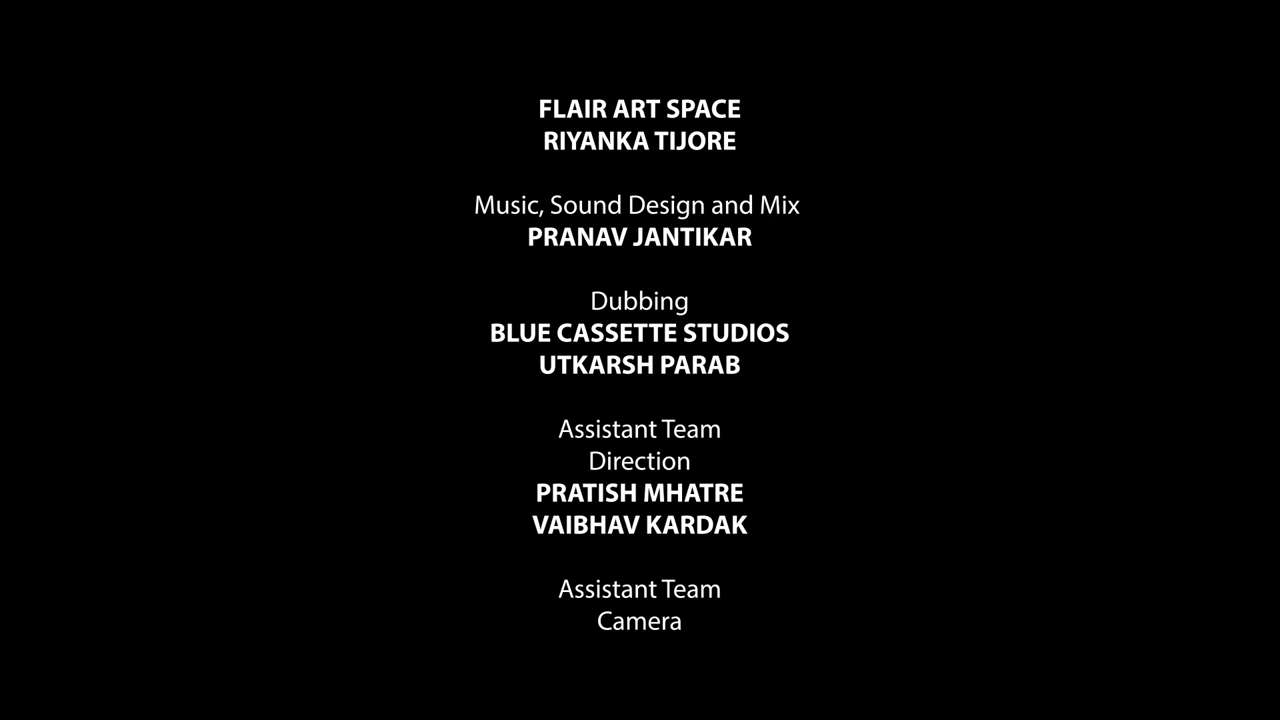 FLAIR ART SPACE
RIYANKA TIJORE
Music, Sound Design and Mix
PRANAV JANTIKAR
Dubbing
BLUE CASSETTE STUDIOS
UTKARSH PARAB
Assistant Team
Direction
PRATISH MHATRE
VAIBHAV KARDAK
Assistant Team
Camera